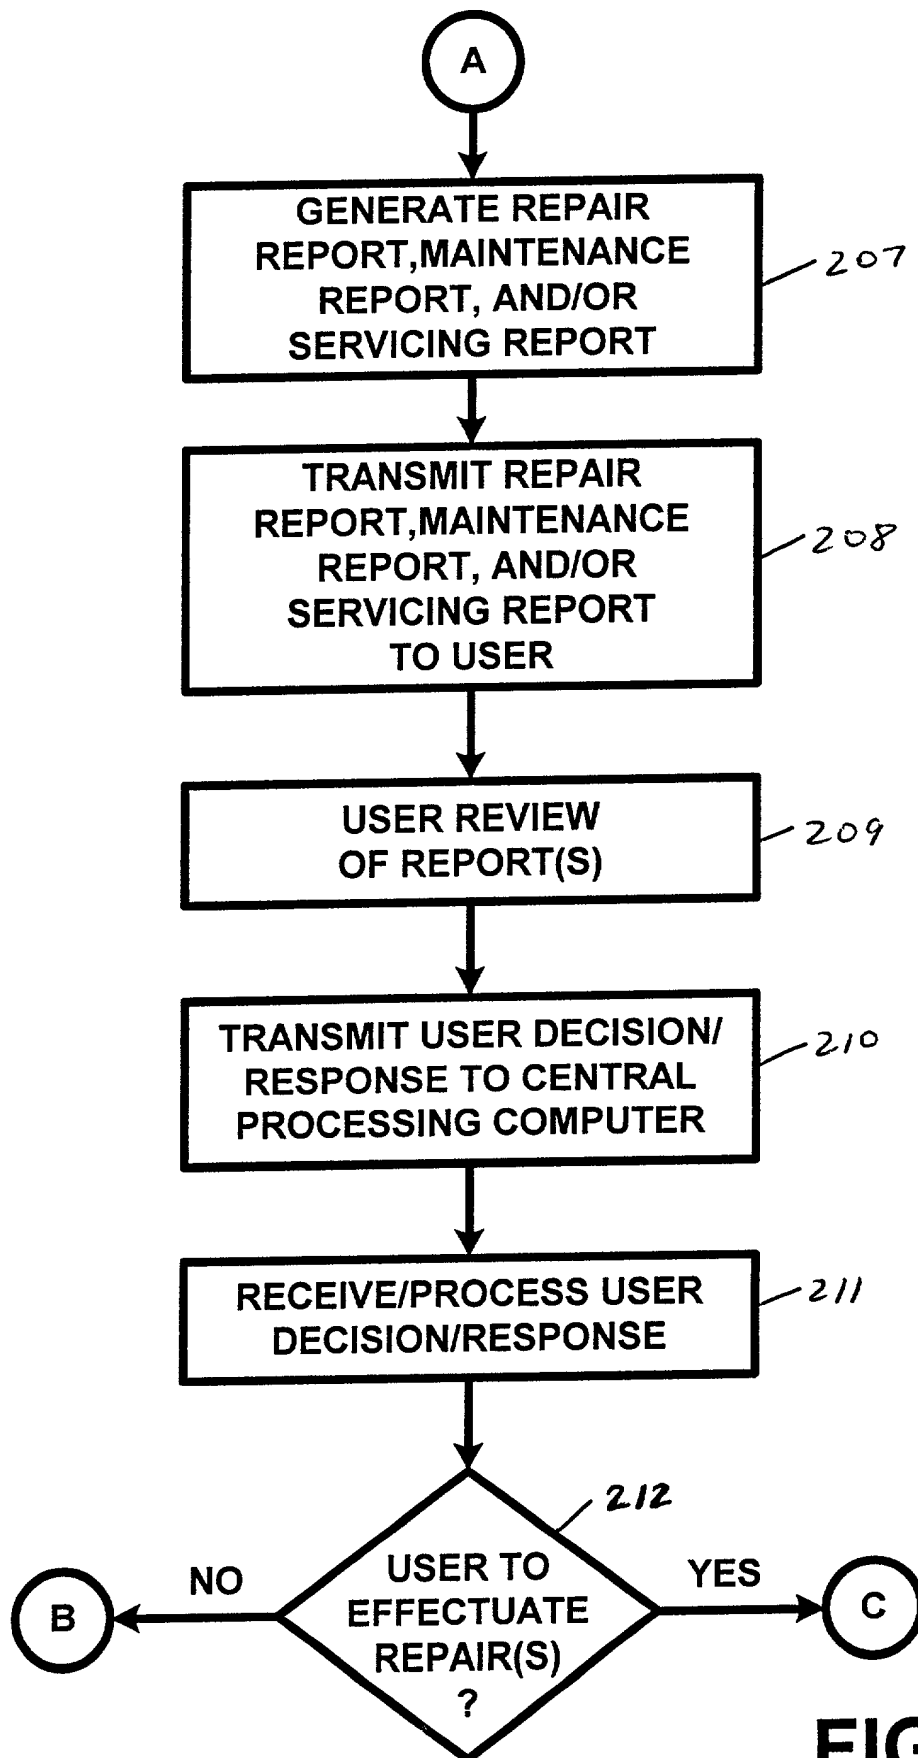 A
GENERATE REPAIR
REPORT,MAINTENANCE
REPORT, AND/OR
SERVICING REPORT
207
TRANSMIT REPAIR
REPORT,MAINTENANCE
REPORT, AND/OR
SERVICING REPORT
TO USER
208
USER REVIEW
OF REPORT(S)
209
TRANSMIT USER DECISION/
RESPONSE TO CENTRAL
PROCESSING COMPUTER
210
RECEIVE/PROCESS USER
DECISION/RESPONSE
211
212
USER TO
EFFECTUATE
REPAIR(S)
?
NO
B
YES
C
FIG